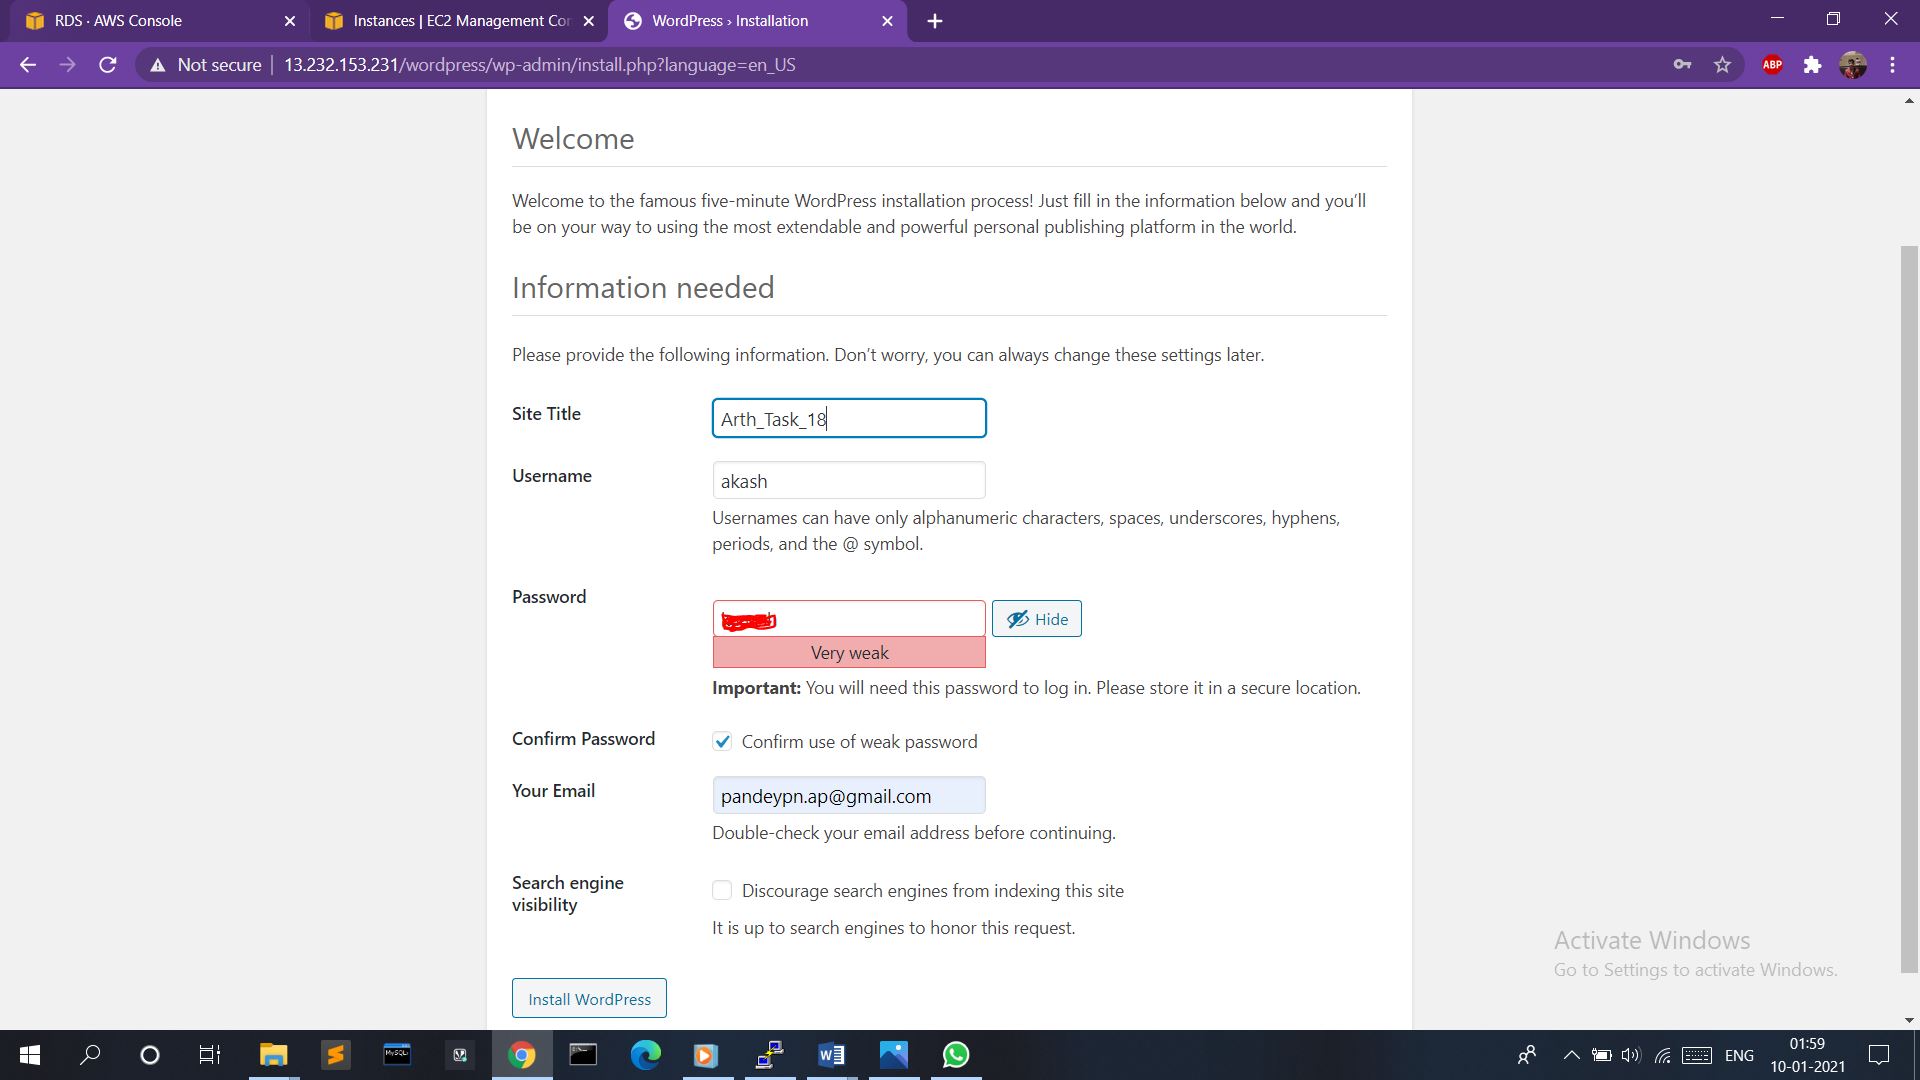 RDS · AWS Console
Instances | EC2 Management Con
WordPress › Installation
Not secure
13.232.153.231/wordpress/wp-admin/install.php?language=en_US
ABP
Welcome
Welcome to the famous five-minute WordPress installation process! Just fill in the information below and you’ll
be on your way to using the most extendable and powerful personal publishing platform in the world.
Information needed
Please provide the following information. Don’t worry, you can always change these settings later.
Site Title
Arth_Task_18
Username
akash
Usernames can have only alphanumeric characters, spaces, underscores, hyphens,
periods, and the @ symbol.
Password
Hide
Very weak
Important: You will need this password to log in. Please store it in a secure location.
Confirm Password
Confirm use of weak password
Your Email
pandeypn.ap@gmail.com
Double-check your email address before continuing.
Search engine
visibility
Discourage search engines from indexing this site
It is up to search engines to honor this request.
Activate Windows
Go to Settings to activate Windows.
Install WordPress
MySQL
ENG
01:59
10-01-2021